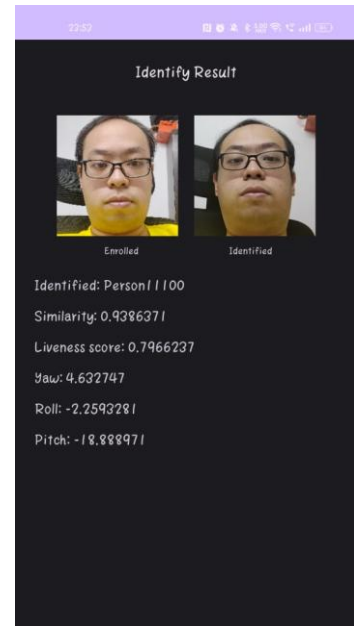 22:52
Identify Result
Enrolled
Identified
Identified: Person11100
Similarity: 0.9386371
Liveness score: 0.7966237
Yaw: 4.632747
Roll: -2.2593281
Pitch: -18.888971